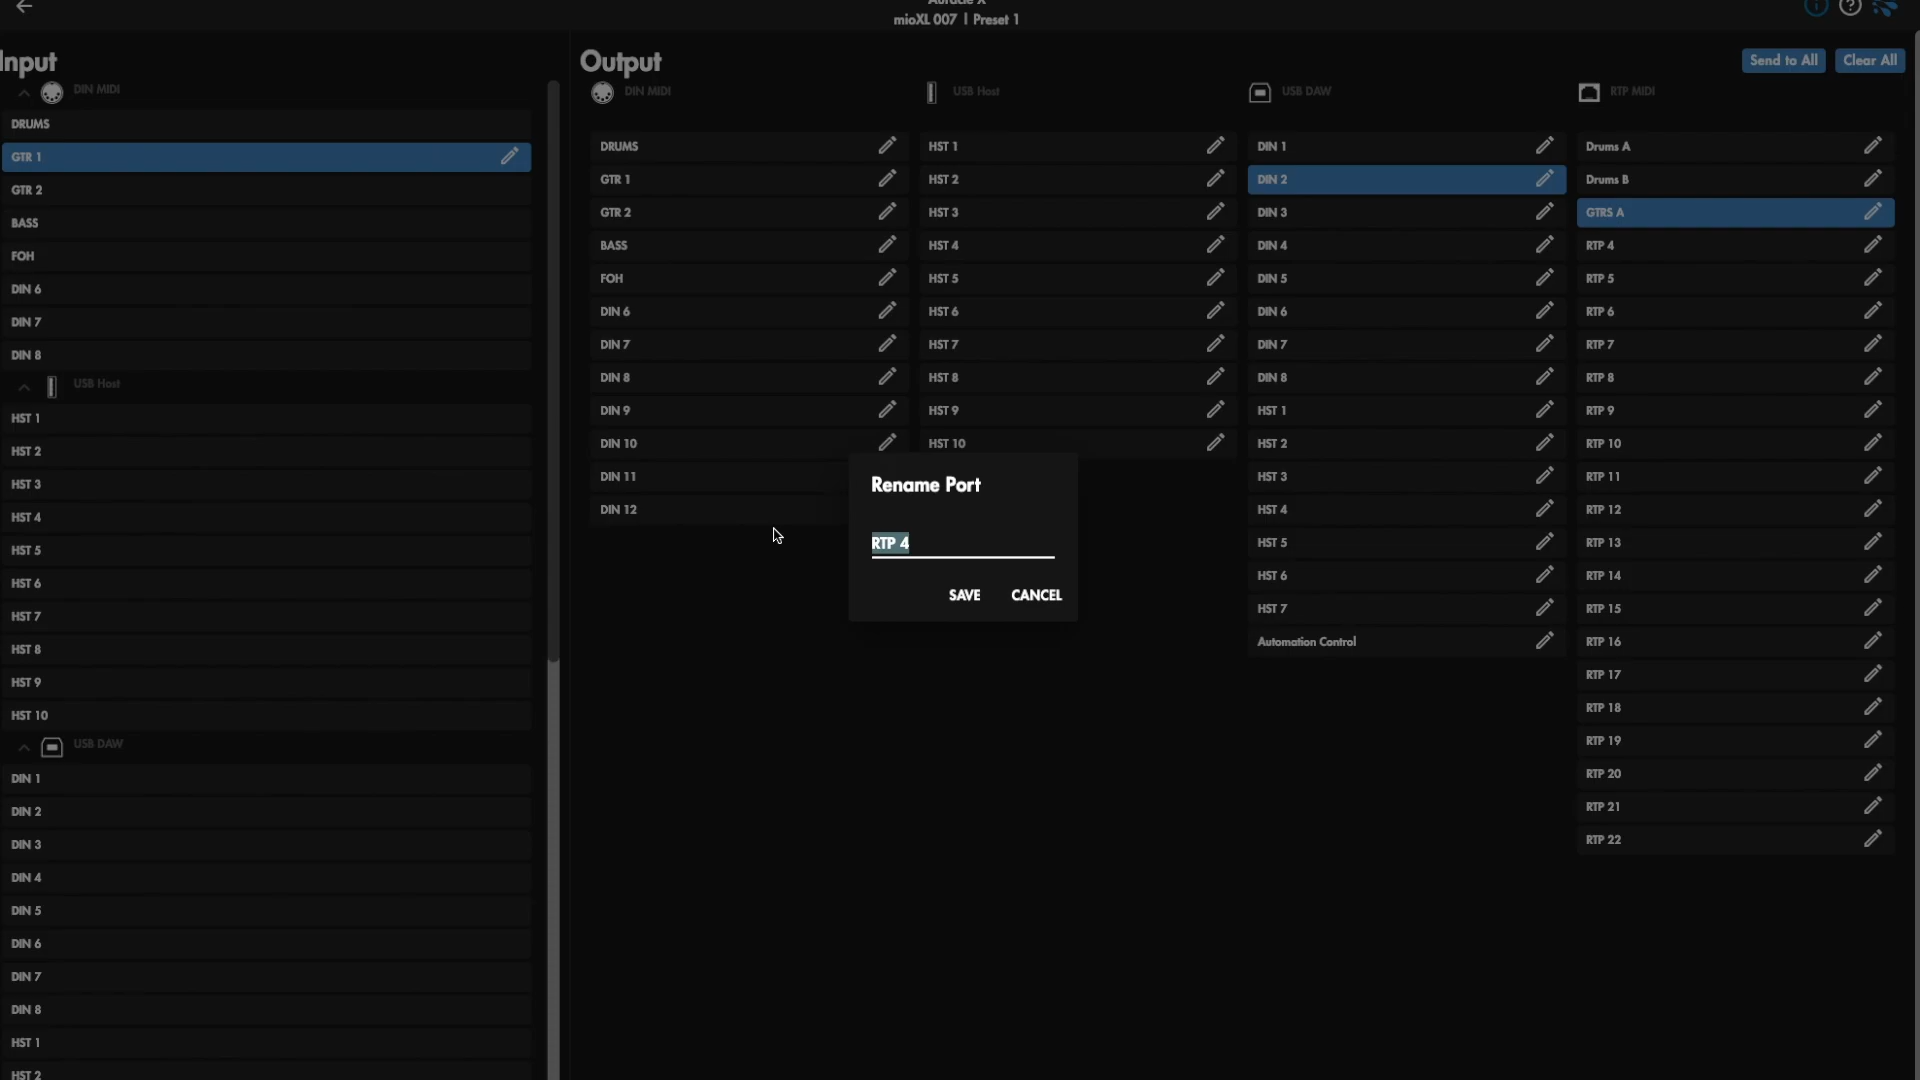 mioXL 007 | Preset 1
Input
DIN MIDI
DRUMS
GTR 1
GTR 2
BASS
FOH
DIN 6
DIN 7
DIN 8
USB Host
HST 1
HST 2
HST 3
HST 4
HST 5
HST 6
HST 7
HST 8
HST 9
HST 10
USB DAW
DIN 1
DIN 2
DIN 3
DIN 4
DIN 5
DIN 6
DIN 7
DIN 8
HST 1
HST 2
Output
Send to All
Clear All
DIN MIDI
DRUMS
GTR 1
GTR 2
BASS
FOH
DIN 6
DIN 7
DIN 8
DIN 9
DIN 10
DIN 11
DIN 12
USB Host
HST 1
HST 2
HST 3
HST 4
HST 5
HST 6
HST 7
HST 8
HST 9
HST 10
USB DAW
DIN 1
DIN 2
DIN 3
DIN 4
DIN 5
DIN 6
DIN 7
DIN 8
HST 1
HST 2
HST 3
HST 4
HST 5
HST 6
HST 7
Automation Control
RTP MIDI
Drums A
Drums B
GTRS A
RTP 4
RTP 5
RTP 6
RTP 7
RTP 8
RTP 9
RTP 10
RTP 11
RTP 12
RTP 13
RTP 14
RTP 15
RTP 16
RTP 17
RTP 18
RTP 19
RTP 20
RTP 21
RTP 22
Rename Port
RTP 4
SAVE
CANCEL